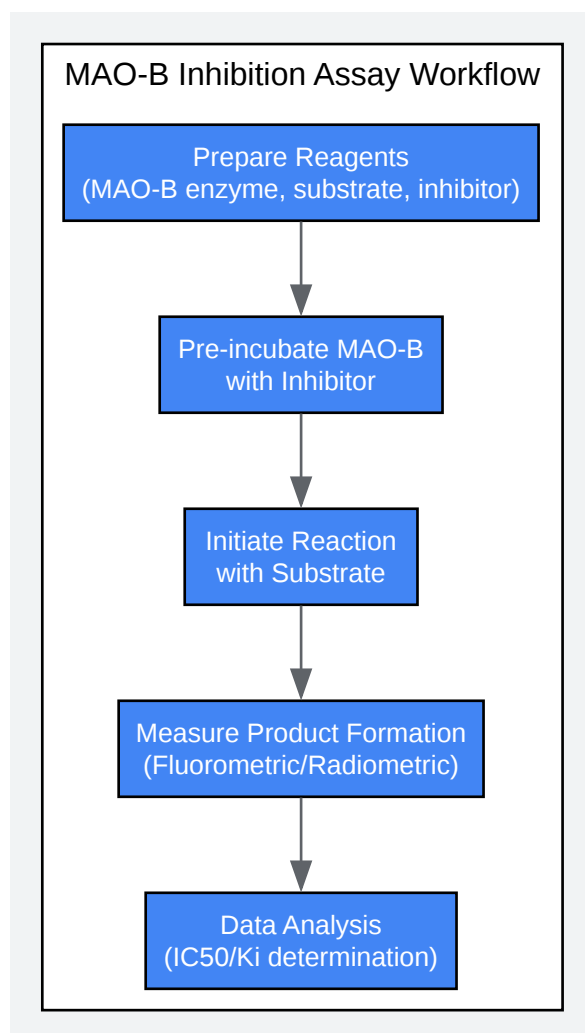 MAO-B Inhibition Assay Workflow
Prepare Reagents
(MAO-B enzyme, substrate, inhibitor)
Pre-incubate MAO-B
with Inhibitor
Initiate Reaction
with Substrate
Measure Product Formation
(Fluorometric/Radiometric)
Data Analysis
(IC50/Ki determination)